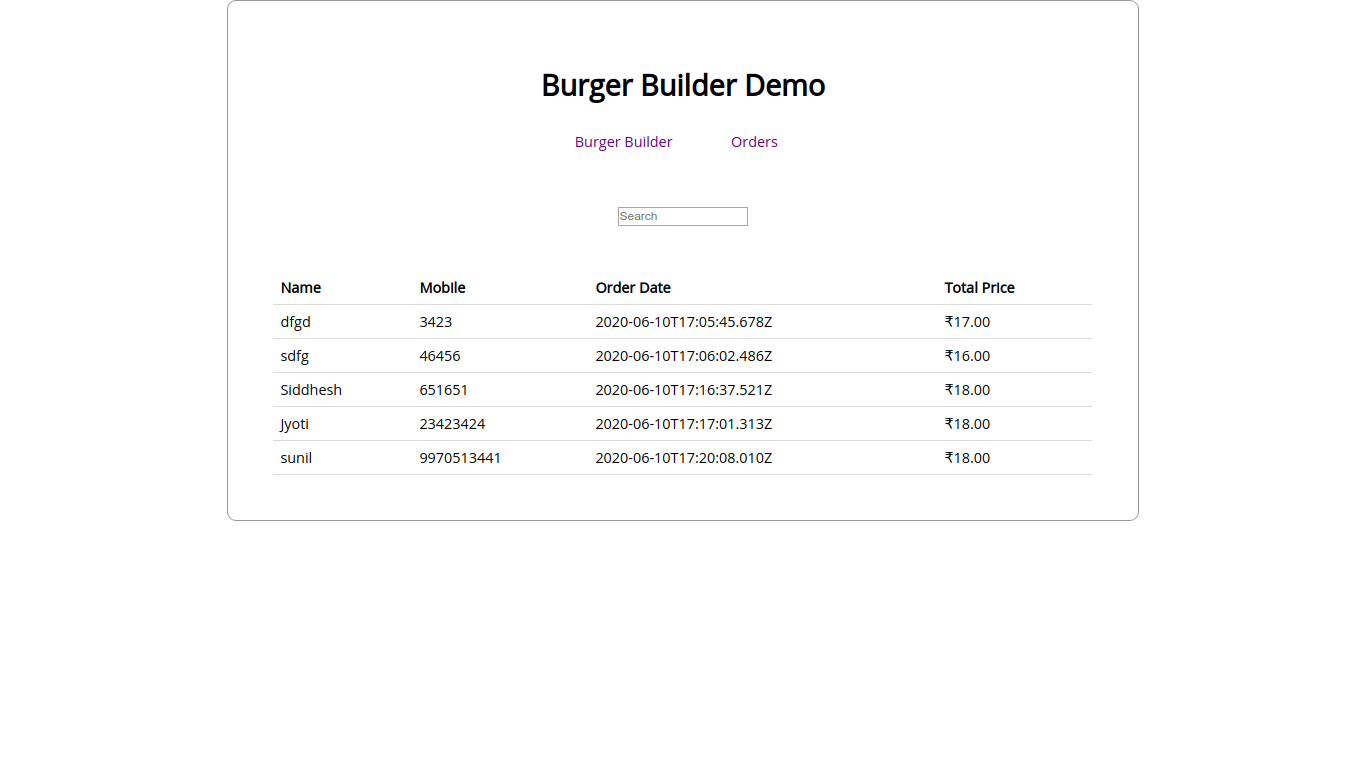 Burger Builder Demo
Burger Builder Orders
Search
Name Mobile Order Date Total Price
dfgd 3423 2020-06-10T17:05:45.678Z ₹17.00
sdfg 46456 2020-06-10T17:06:02.486Z ₹16.00
Siddhesh 651651 2020-06-10T17:16:37.521Z ₹18.00
Jyoti 23423424 2020-06-10T17:17:01.313Z ₹18.00
sunil 9970513441 2020-06-10T17:20:08.010Z ₹18.00